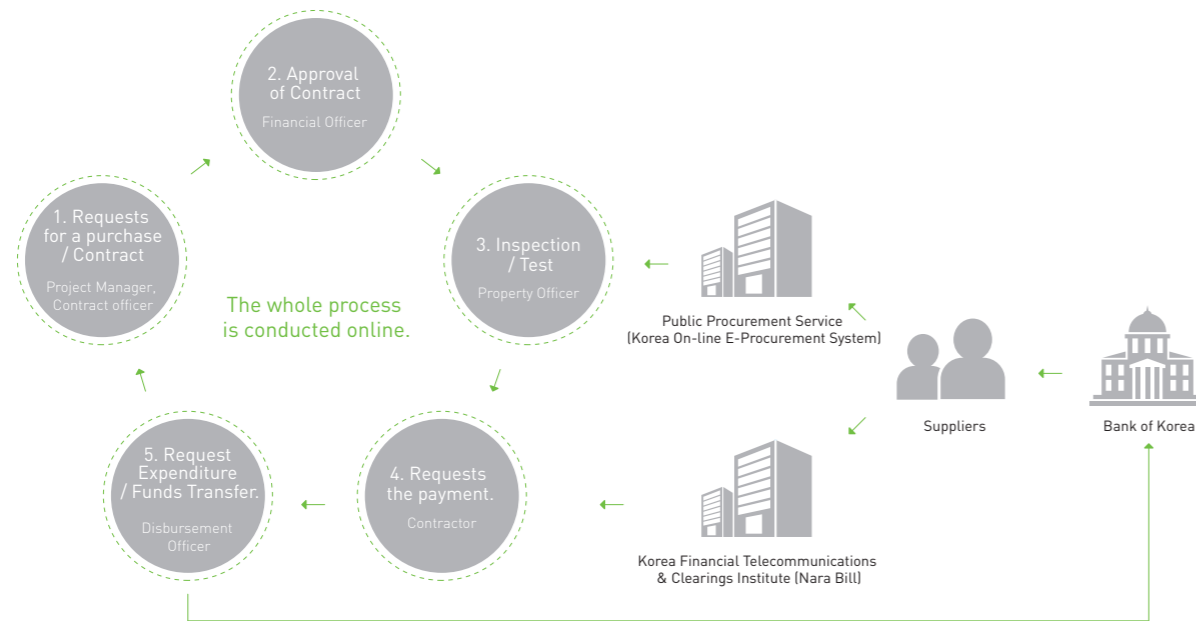 2. Approval
of Contract
Financial Officer
1. Requests
for a purchase
/ Contract
Project Manager,
Contract officer
3. Inspection
/ Test
Property Officer
The whole process
is conducted online.
Public Procurement Service
(Korea On-line E-Procurement System)
Suppliers
Bank of Korea
5. Request
Expenditure
/ Funds Transfer.
Disbursement
Officer
4. Requests
the payment.
Contractor
Korea Financial Telecommunications
& Clearings Institute (Nara Bill)